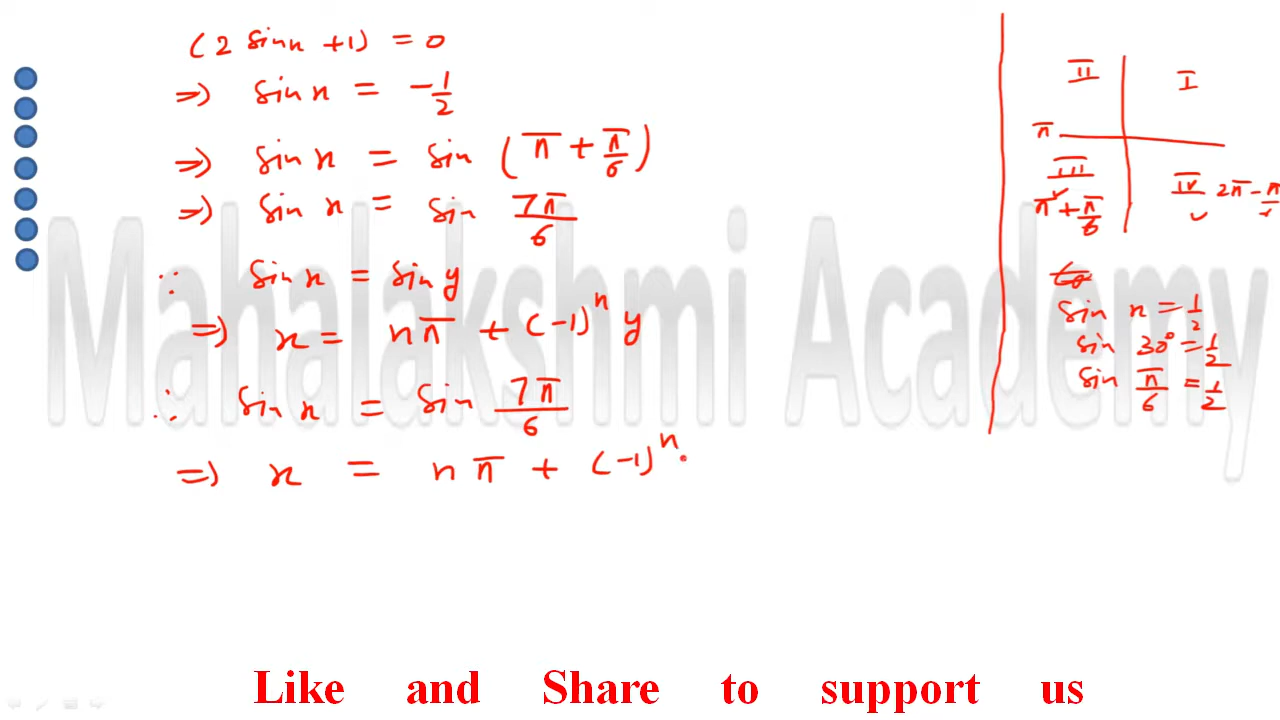 (2 sin x + 1) = 0
⇒ sin x = -1/2
⇒ sin x = sin (π + π/6)
⇒ sin x = sin 7π/6
∵ sin x = sin y
⇒ x = nπ + (-1)ⁿ y
∴ sin x = sin 7π/6
⇒ x = nπ + (-1)ⁿ.
II I
π
III IV 2π -
π + π/6
sin x = 1/2
sin 30° = 1/2
sin π/6 = 1/2
Mahalakshmi Academy
Like and Share to support us